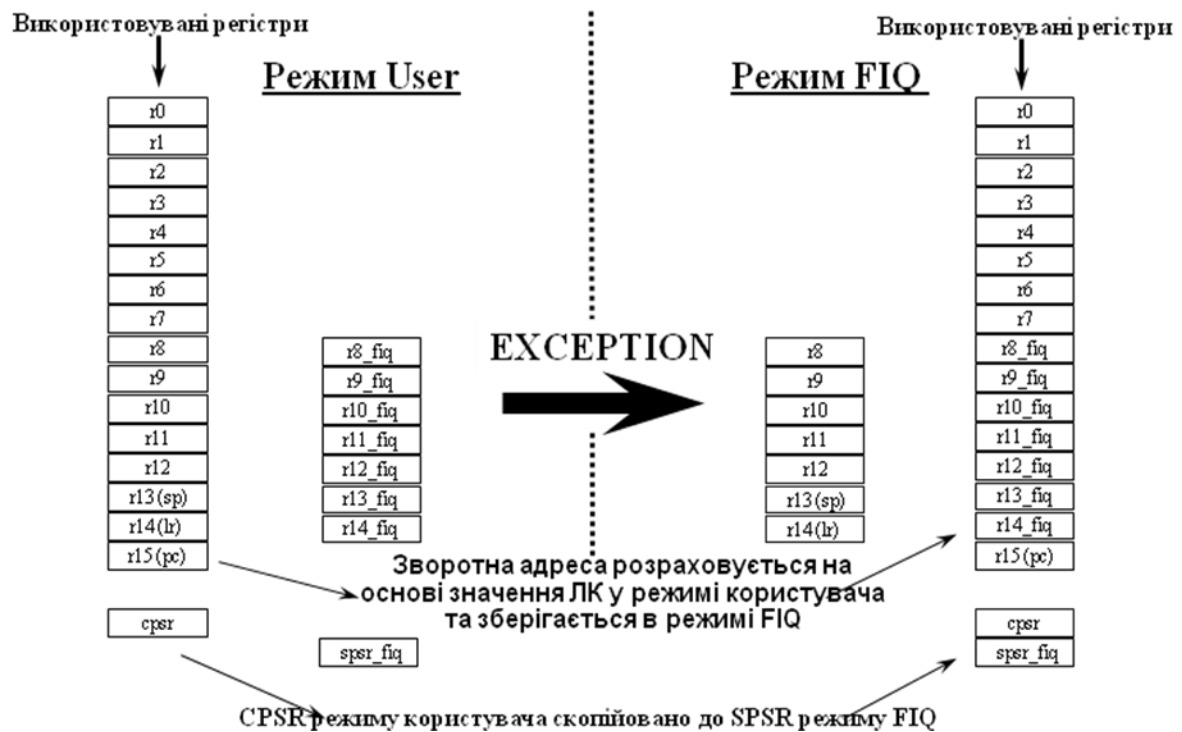 Використовувані регістри
Використовувані регістри
Режим User
Режим FIQ
r0
r1
r2
r3
r4
r5
r6
r7
r8
r9
r10
r11
r12
r13(sp)
r14(lr)
r15(pc)
cpsr
r8_fiq
r9_fiq
r10_fiq
r11_fiq
r12_fiq
r13_fiq
r14_fiq
spsr_fiq
EXCEPTION
r8
r9
r10
r11
r12
r13(sp)
r14(lr)
r0
r1
r2
r3
r4
r5
r6
r7
r8_fiq
r9_fiq
r10_fiq
r11_fiq
r12_fiq
r13_fiq
r14_fiq
r15(pc)
cpsr
spsr_fiq
Зворотна адреса розраховується на
основі значення ЛК у режимі користувача
та зберігається в режимі FIQ
CPSR режиму користувача скопійовано до SPSR режиму FIQ